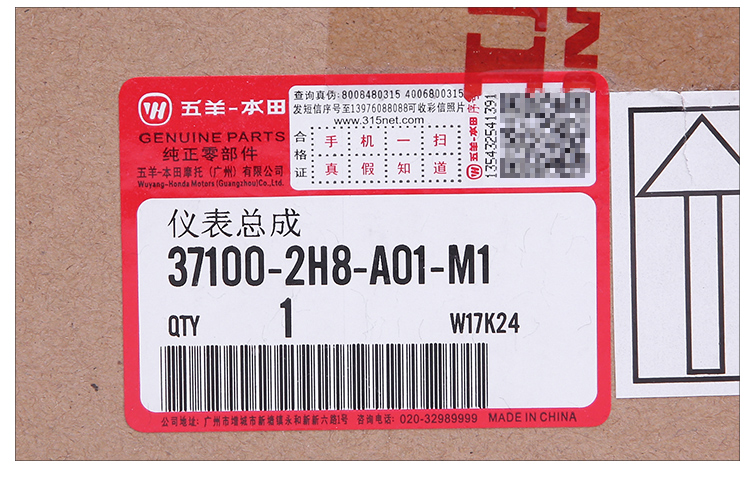 五羊-本田
GENUINE PARTS
纯正零部件
五羊-本田摩托(广州)有限公司
Wuyang-Honda Motors(Guangzhou)Co.,Ltd.
查询真伪:8008480315 4006800315
发短信序号至13976088088可收彩信照片
www.315net.com
合格证
手机一扫
真假知道
序号
13543254139
仪表总成
37100-2H8-A01-M1
QTY 1 W17K24
公司地址: 广州市增城市新塘镇永和新新六路1号 咨询电话: 020-32989999 MADE IN CHINA